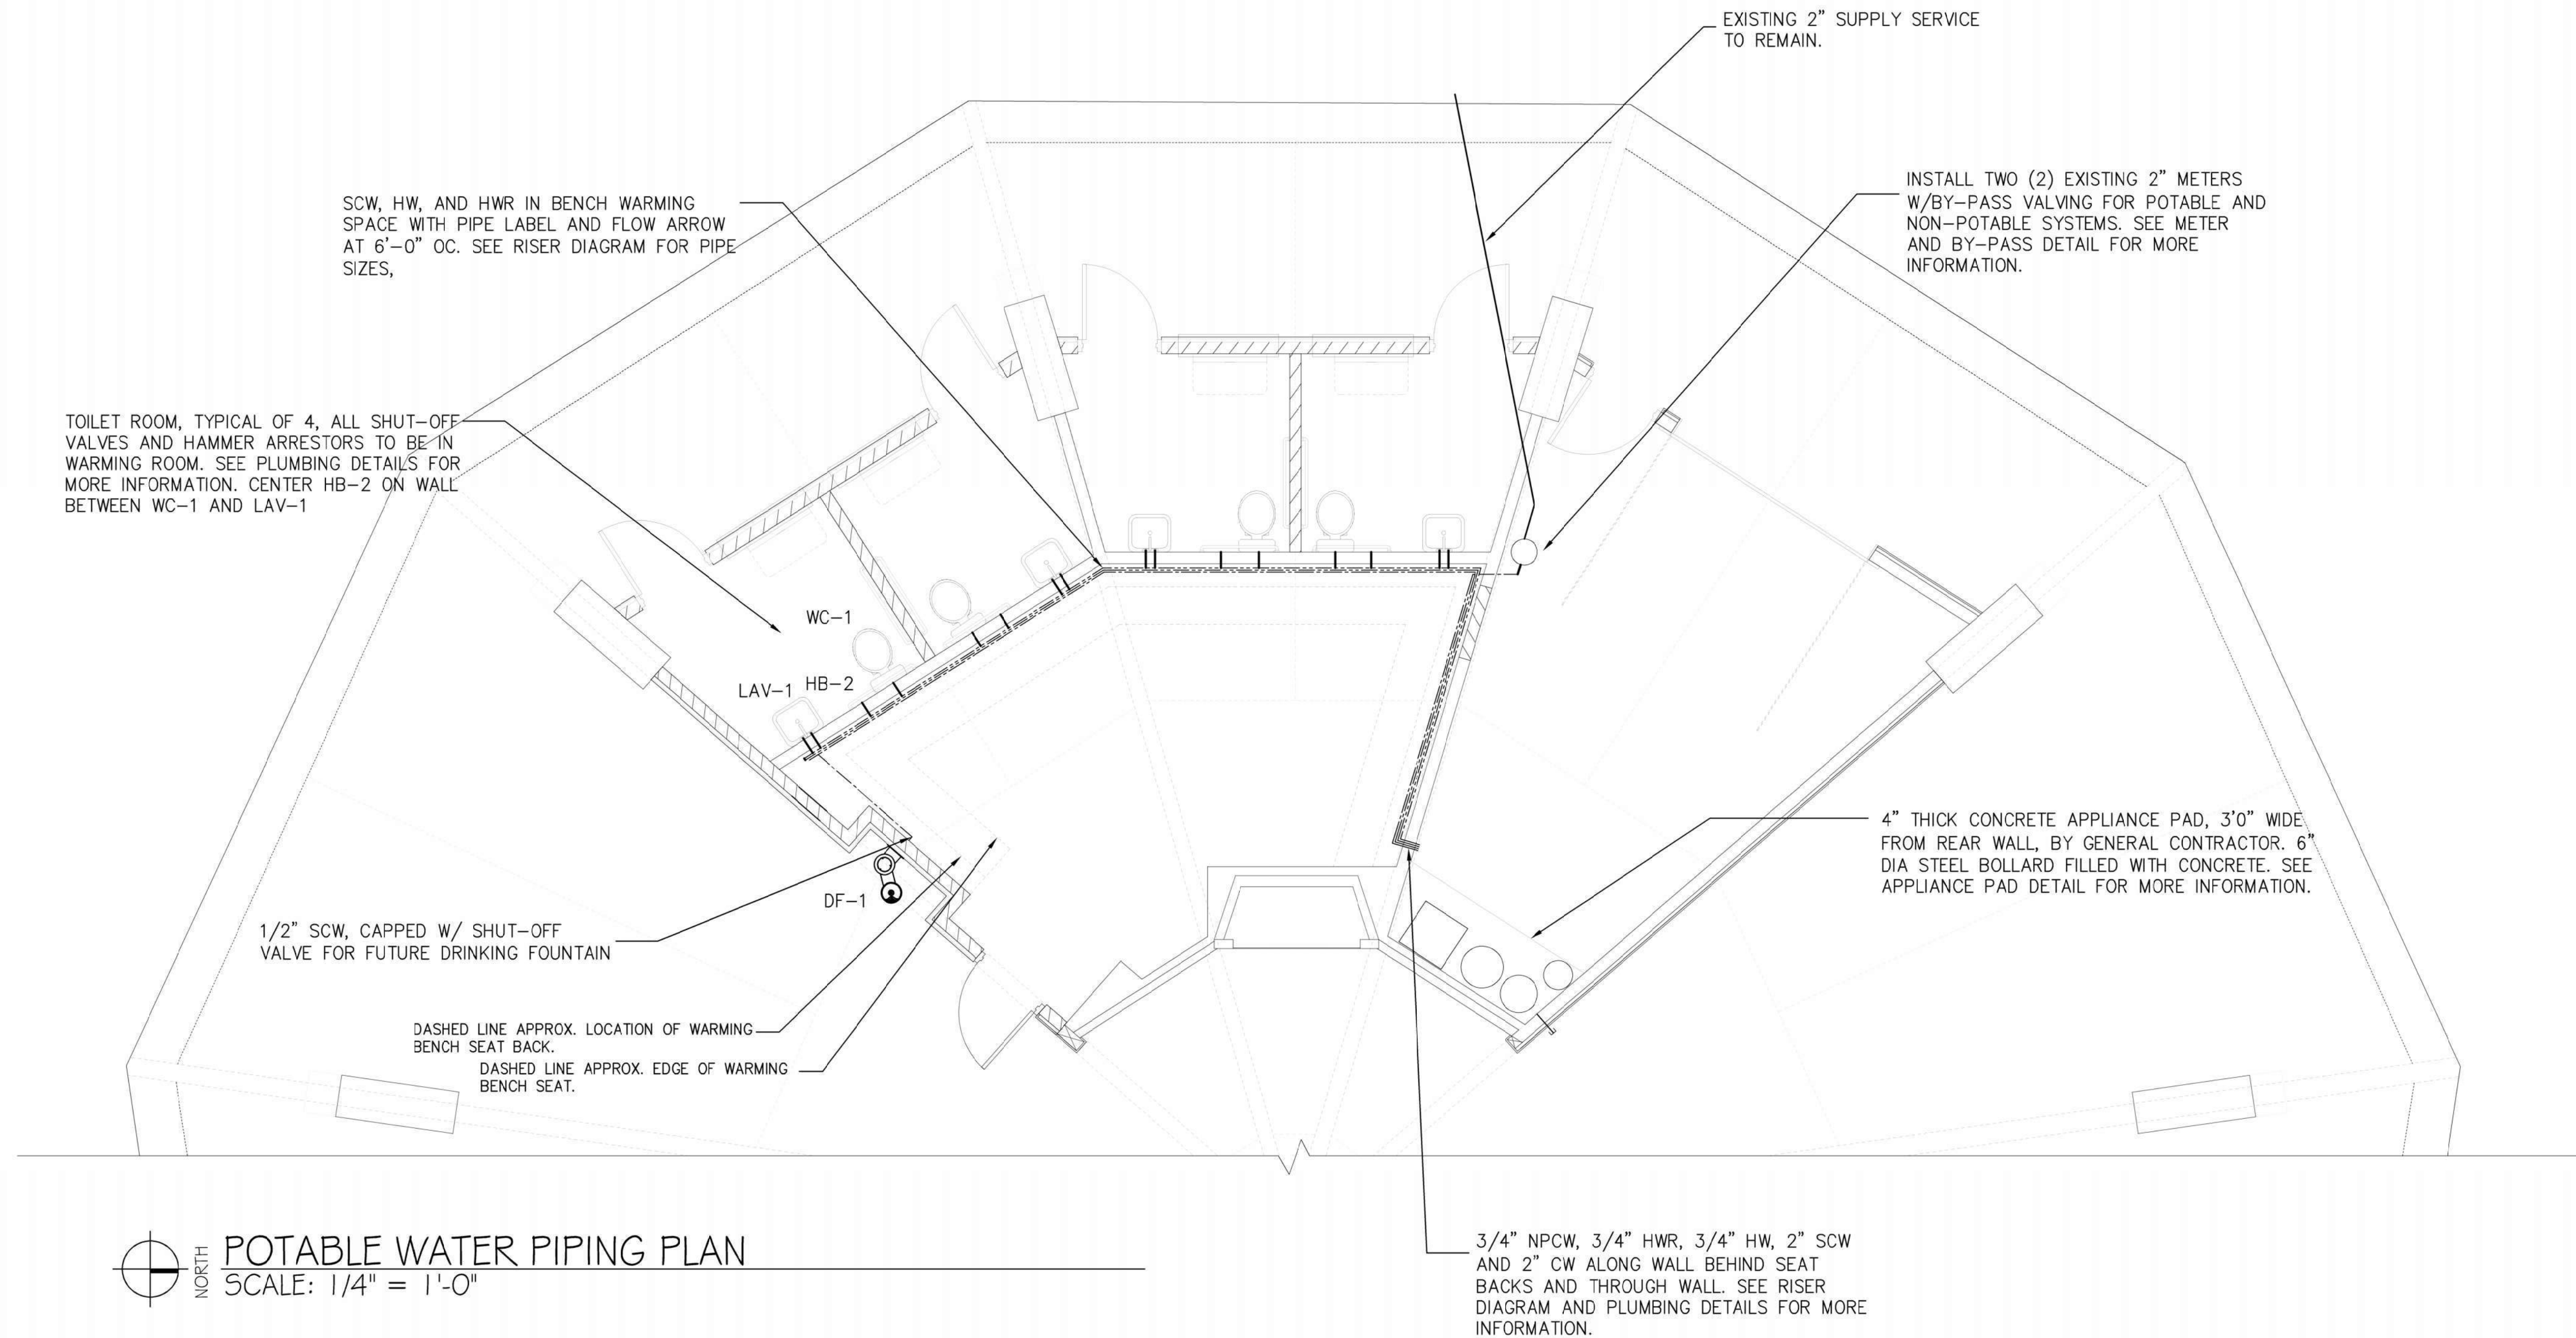 EXISTING 2” SUPPLY SERVICE
TO REMAIN.
INSTALL TWO (2) EXISTING 2” METERS
W/BY-PASS VALVING FOR POTABLE AND
NON-POTABLE SYSTEMS. SEE METER
AND BY-PASS DETAIL FOR MORE
INFORMATION.
SCW, HW, AND HWR IN BENCH WARMING
SPACE WITH PIPE LABEL AND FLOW ARROW
AT 6’-0” OC. SEE RISER DIAGRAM FOR PIPE
SIZES,
TOILET ROOM, TYPICAL OF 4, ALL SHUT-OFF
VALVES AND HAMMER ARRESTORS TO BE IN
WARMING ROOM. SEE PLUMBING DETAILS FOR
MORE INFORMATION. CENTER HB-2 ON WALL
BETWEEN WC-1 AND LAV-1
WC-1
LAV-1
HB-2
4” THICK CONCRETE APPLIANCE PAD, 3’0” WIDE
FROM REAR WALL, BY GENERAL CONTRACTOR. 6”
DIA STEEL BOLLARD FILLED WITH CONCRETE. SEE
APPLIANCE PAD DETAIL FOR MORE INFORMATION.
DF-1
1/2” SCW, CAPPED W/ SHUT-OFF
VALVE FOR FUTURE DRINKING FOUNTAIN
DASHED LINE APPROX. LOCATION OF WARMING
BENCH SEAT BACK.
DASHED LINE APPROX. EDGE OF WARMING
BENCH SEAT.
3/4” NPCW, 3/4” HWR, 3/4” HW, 2” SCW
AND 2” CW ALONG WALL BEHIND SEAT
BACKS AND THROUGH WALL. SEE RISER
DIAGRAM AND PLUMBING DETAILS FOR MORE
INFORMATION.
NORTH
POTABLE WATER PIPING PLAN
SCALE: 1/4" = 1'-0"